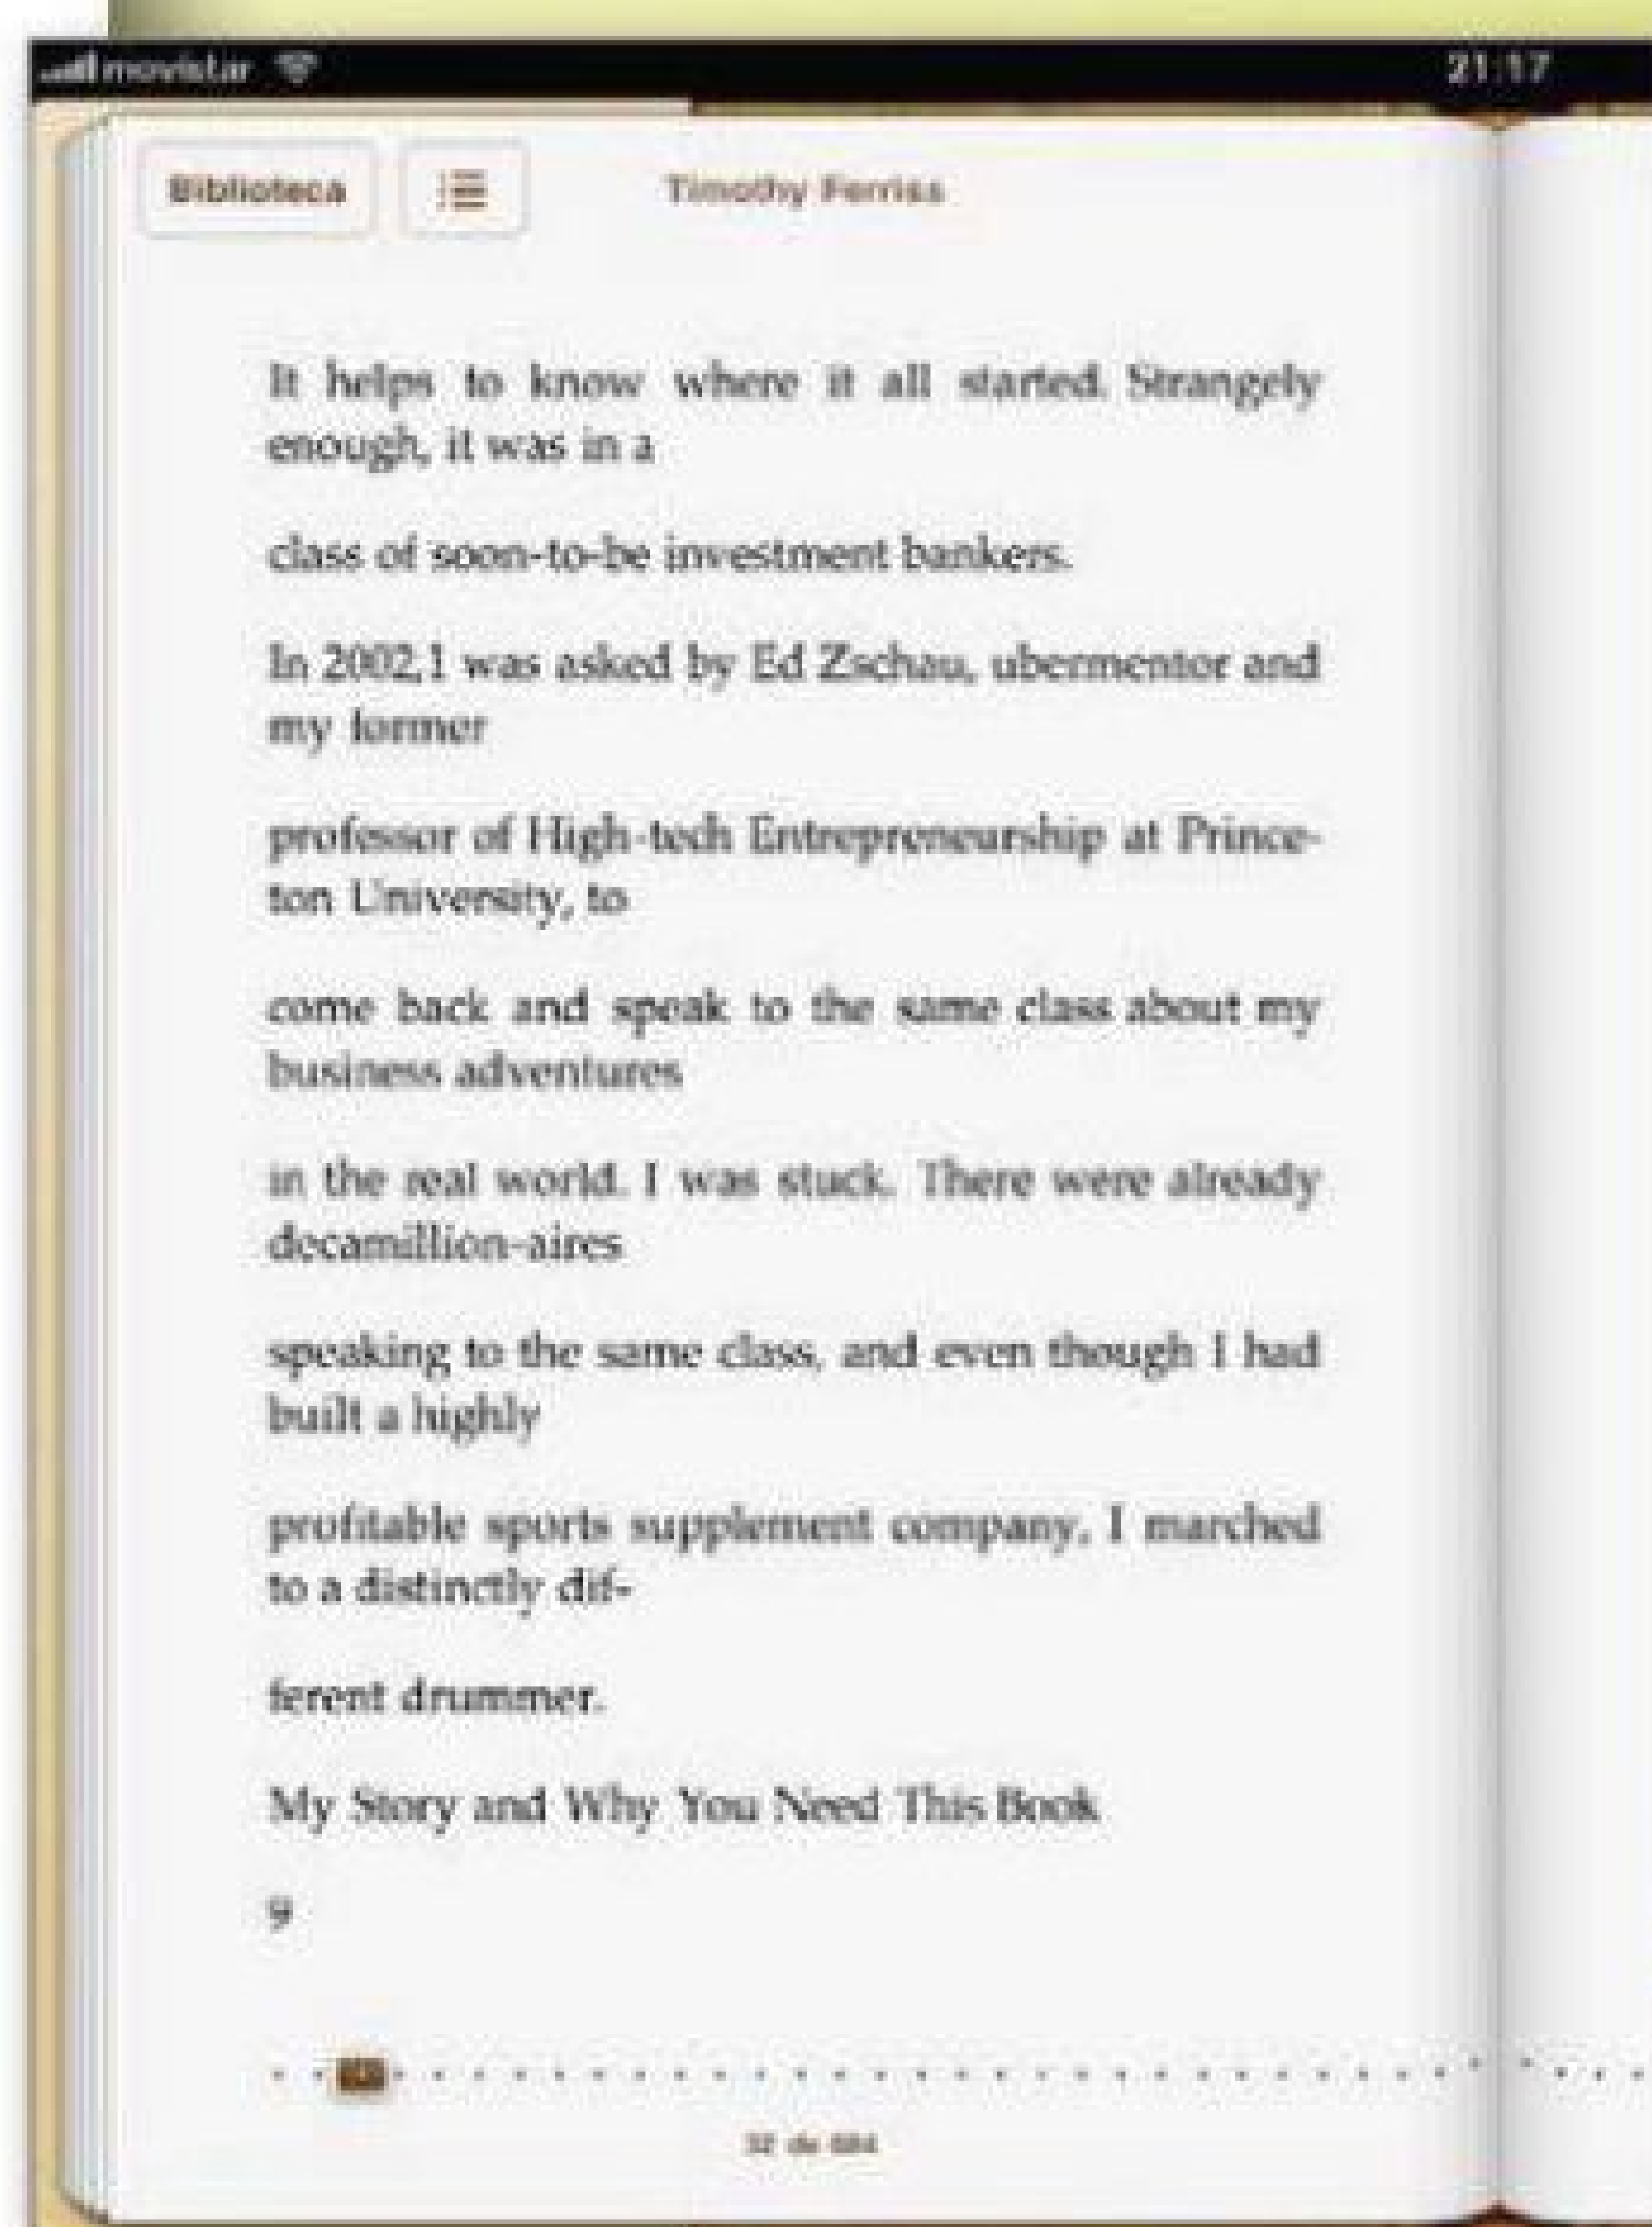 movistar
21:17
Biblioteca
Timothy Ferriss
It helps to know where it all started. Strangely
enough, it was in a
class of soon-to-be investment bankers.
In 2002,1 was asked by Ed Zschau, ubermentor and
my former
professor of High-tech Entrepreneurship at Prince-
ton University, to
come back and speak to the same class about my
business adventures
in the real world. I was stuck. There were already
decamillion-aires
speaking to the same class, and even though I had
built a highly
profitable sports supplement company, I marched
to a distinctly dif-
ferent drummer.
My Story and Why You Need This Book
9
32 de 684